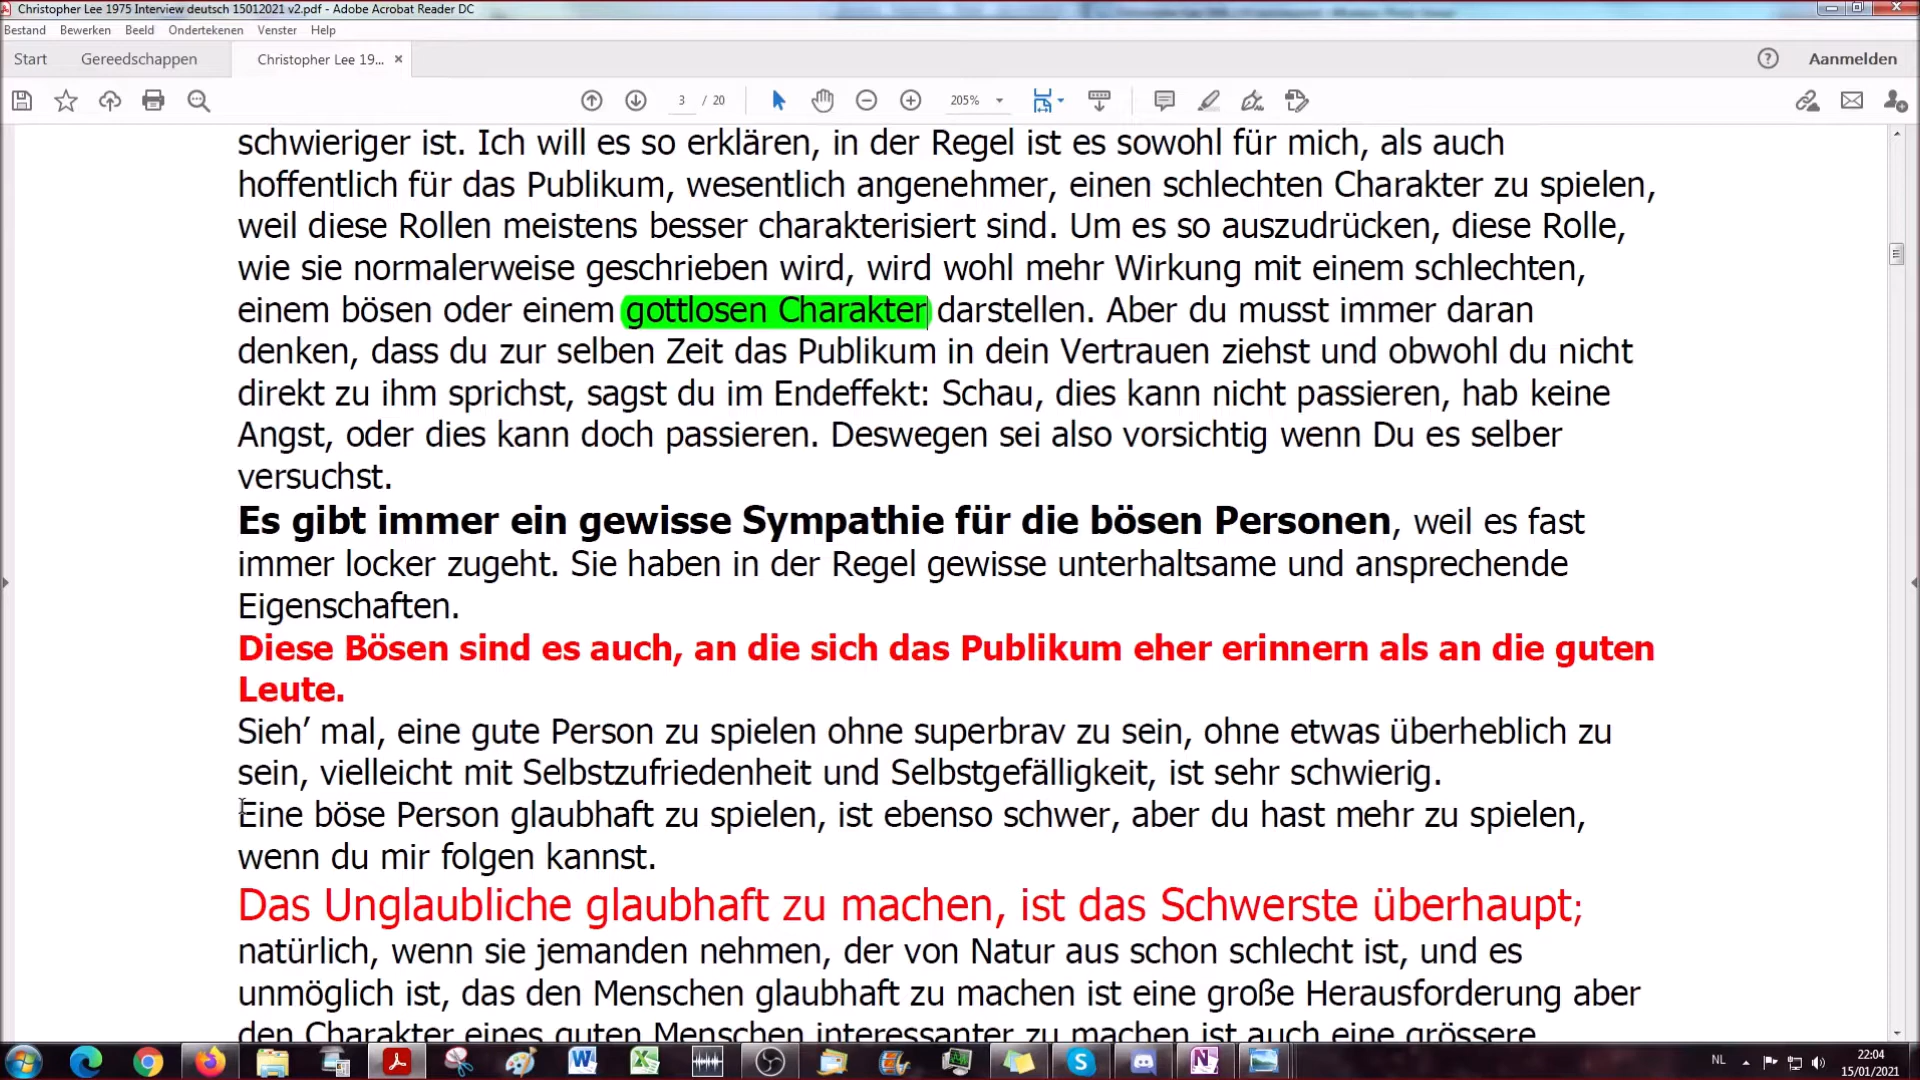 Christopher Lee 1975 Interview deutsch 15012021 v2.pdf - Adobe Acrobat Reader DC
Bestand Bewerken Beeld Ondertekenen Venster Help
Start Gereedschappen Christopher Lee 19... × Aanmelden
3 / 20 205%
schwieriger ist. Ich will es so erklären, in der Regel ist es sowohl für mich, als auch
hoffentlich für das Publikum, wesentlich angenehmer, einen schlechten Charakter zu spielen,
weil diese Rollen meistens besser charakterisiert sind. Um es so auszudrücken, diese Rolle,
wie sie normalerweise geschrieben wird, wird wohl mehr Wirkung mit einem schlechten,
einem bösen oder einem gottlosen Charakter darstellen. Aber du musst immer daran
denken, dass du zur selben Zeit das Publikum in dein Vertrauen ziehst und obwohl du nicht
direkt zu ihm sprichst, sagst du im Endeffekt: Schau, dies kann nicht passieren, hab keine
Angst, oder dies kann doch passieren. Deswegen sei also vorsichtig wenn Du es selber
versuchst.
Es gibt immer ein gewisse Sympathie für die bösen Personen, weil es fast
immer locker zugeht. Sie haben in der Regel gewisse unterhaltsame und ansprechende
Eigenschaften.
Diese Bösen sind es auch, an die sich das Publikum eher erinnern als an die guten
Leute.
Sieh’ mal, eine gute Person zu spielen ohne superbrav zu sein, ohne etwas überheblich zu
sein, vielleicht mit Selbstzufriedenheit und Selbstgefälligkeit, ist sehr schwierig.
Eine böse Person glaubhaft zu spielen, ist ebenso schwer, aber du hast mehr zu spielen,
wenn du mir folgen kannst.
Das Unglaubliche glaubhaft zu machen, ist das Schwerste überhaupt;
natürlich, wenn sie jemanden nehmen, der von Natur aus schon schlecht ist, und es
unmöglich ist, das den Menschen glaubhaft zu machen ist eine große Herausforderung aber
den Charakter eines guten Menschen interessanter zu machen ist auch eine grössere
NL 22:04
15/01/2021